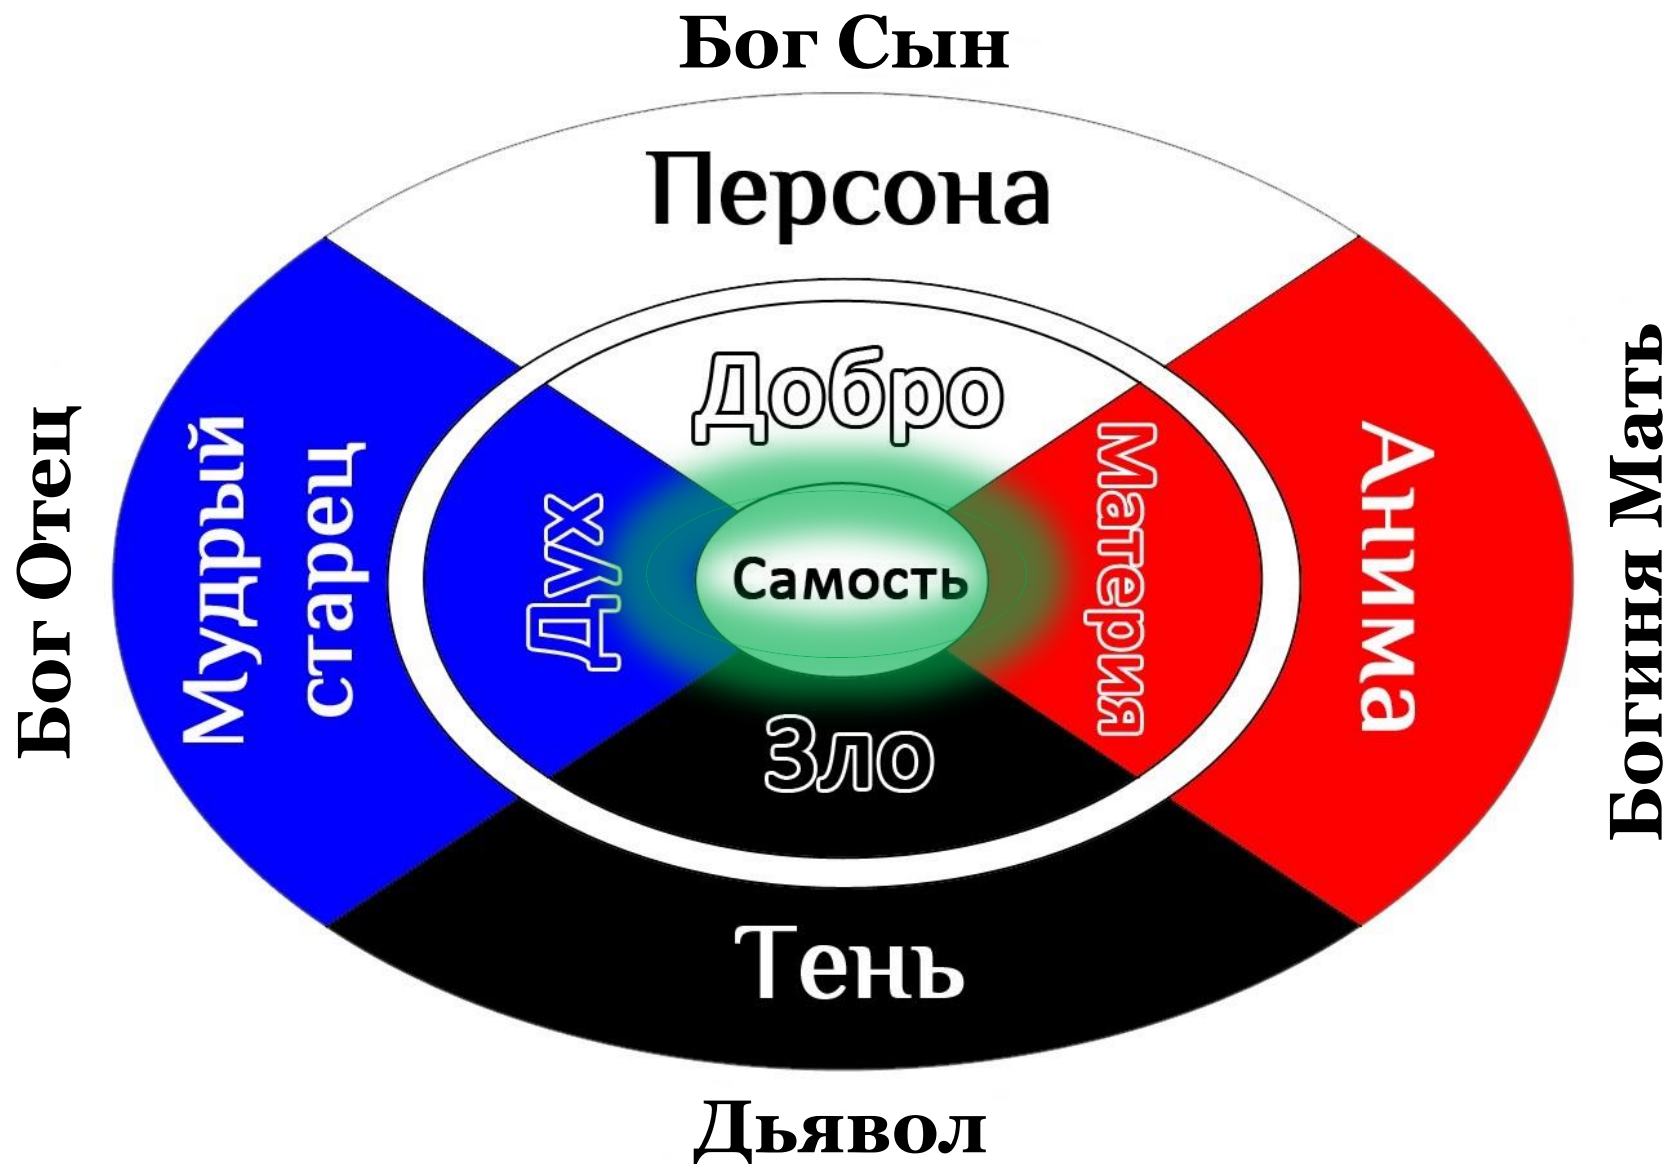 Бог Сын
Персона
Добро
Бог Отец
Мудрый
старец
Дух
Самость
Материя
Анима
Богиня Мать
Зло
Тень
Дьявол